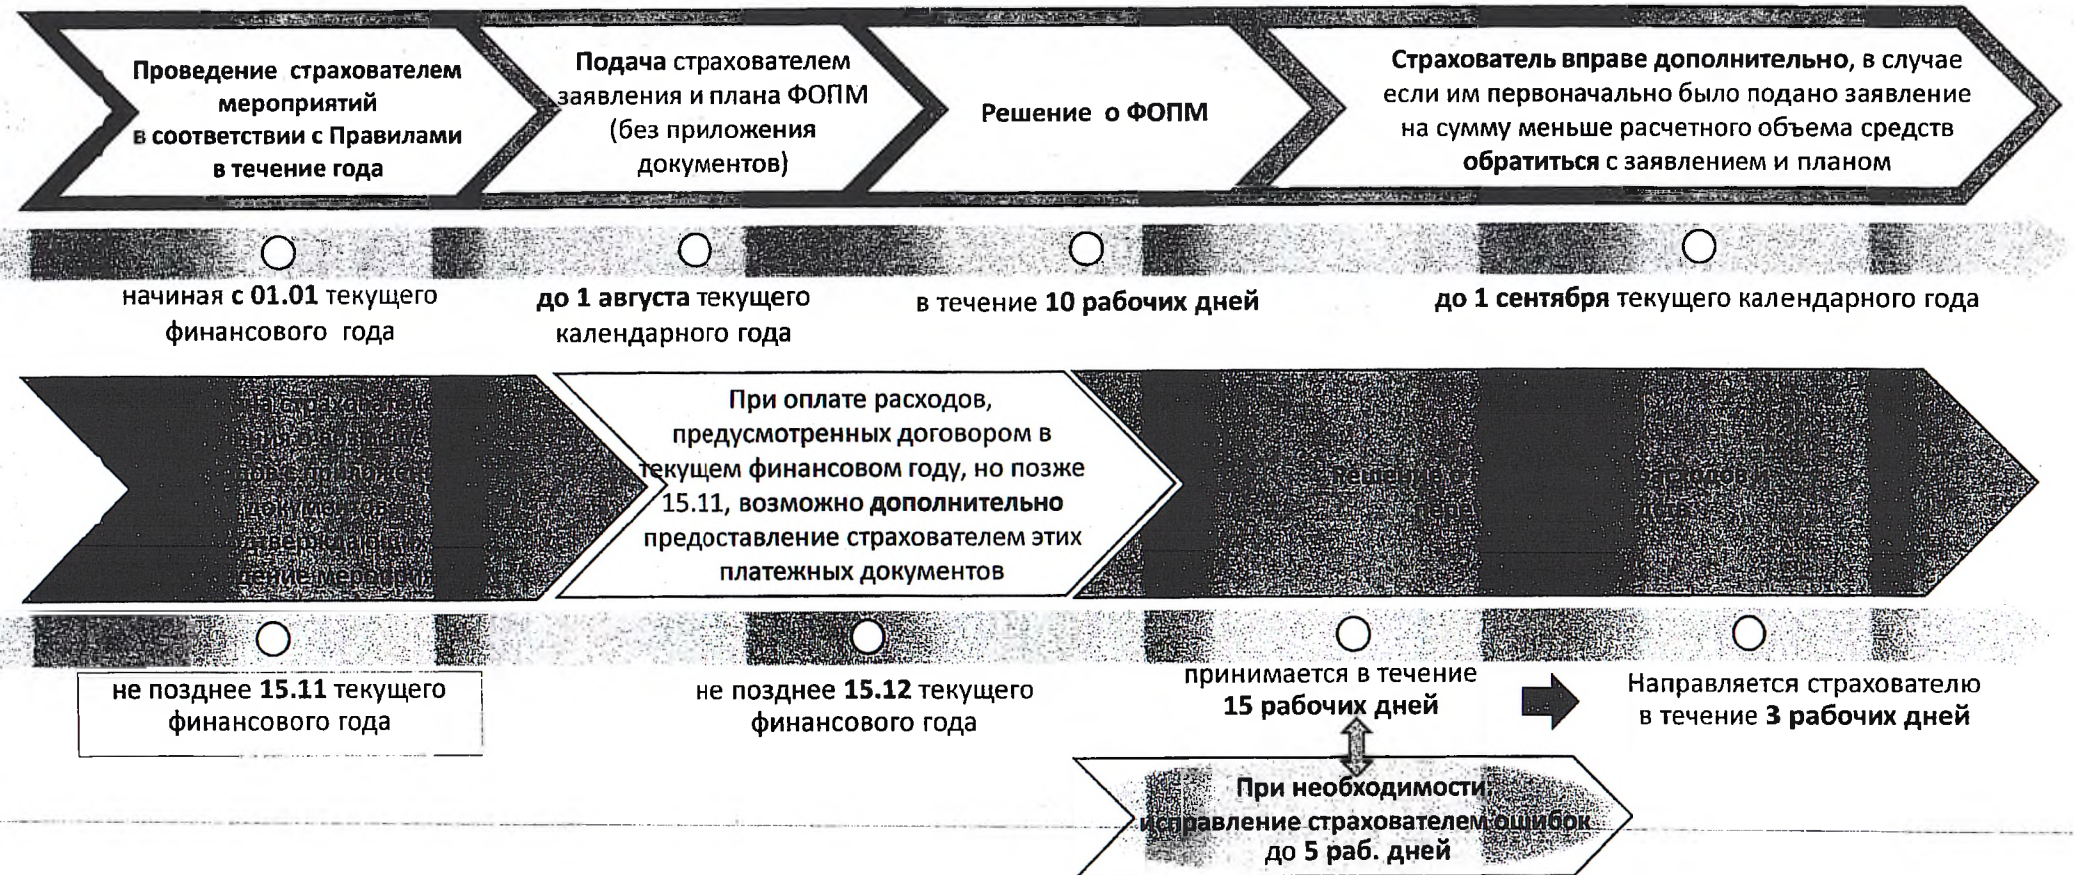 Проведение страхователем
мероприятий
в соответствии с Правилами
в течение года
Подача страхователем
заявления и плана ФОПМ
(без приложения
документов)
Решение о ФОПМ
Страхователь вправе дополнительно, в случае
если им первоначально было подано заявление
на сумму меньше расчетного объема средств
обратиться с заявлением и планом
начиная с 01.01 текущего
финансового года
до 1 августа текущего
календарного года
в течение 10 рабочих дней
до 1 сентября текущего календарного года
При оплате расходов,
предусмотренных договором в
текущем финансовом году, но позже
15.11, возможно дополнительно
предоставление страхователем этих
платежных документов
не позднее 15.11 текущего
финансового года
не позднее 15.12 текущего
финансового года
принимается в течение
15 рабочих дней
Направляется страхователю
в течение 3 рабочих дней
При необходимости:
исправление страхователем ошибок
до 5 раб. дней